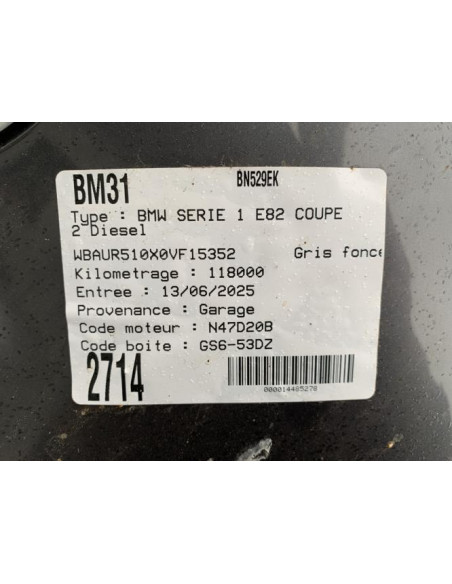 BM31 BN529EK
Type : BMW SERIE 1 E82 COUPE
2 Diesel
WBAUR510X0VF15352 Gris fonce
Kilometrage : 118000
Entree : 13/06/2025
Provenance : Garage
Code moteur : N47D20B
Code boite : GS6-53DZ
2714
000014485270